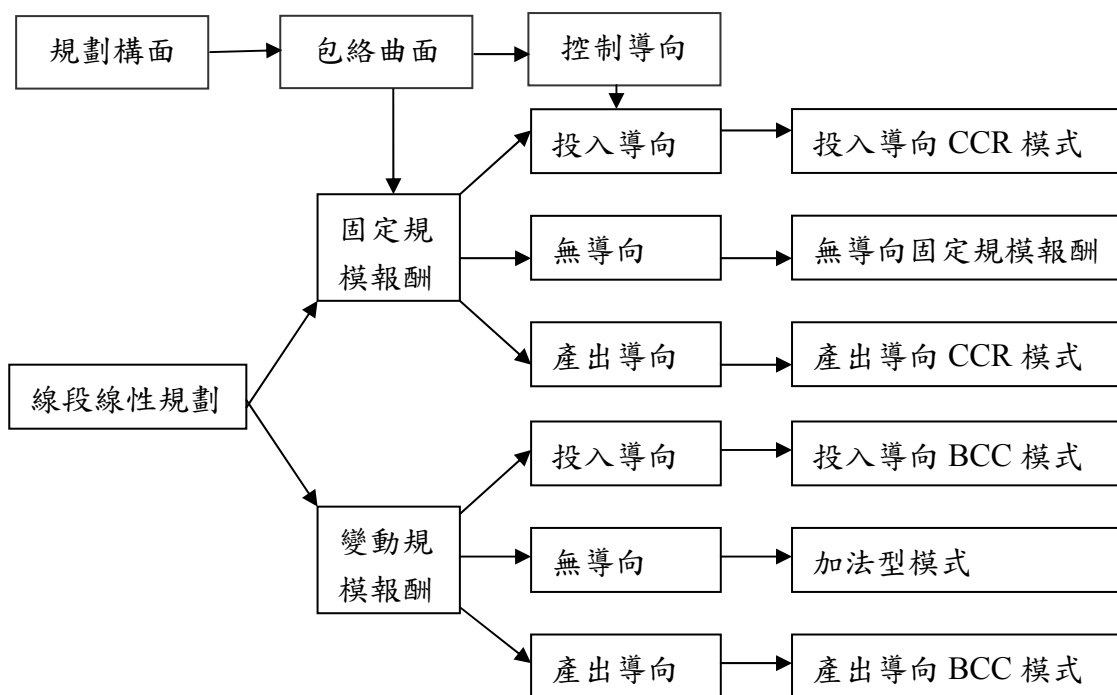 規劃構面
包絡曲面
控制導向
投入導向
投入導向 CCR 模式
固定規
模報酬
無導向
無導向固定規模報酬
產出導向
產出導向 CCR 模式
線段線性規劃
投入導向
投入導向 BCC 模式
變動規
模報酬
無導向
加法型模式
產出導向
產出導向 BCC 模式